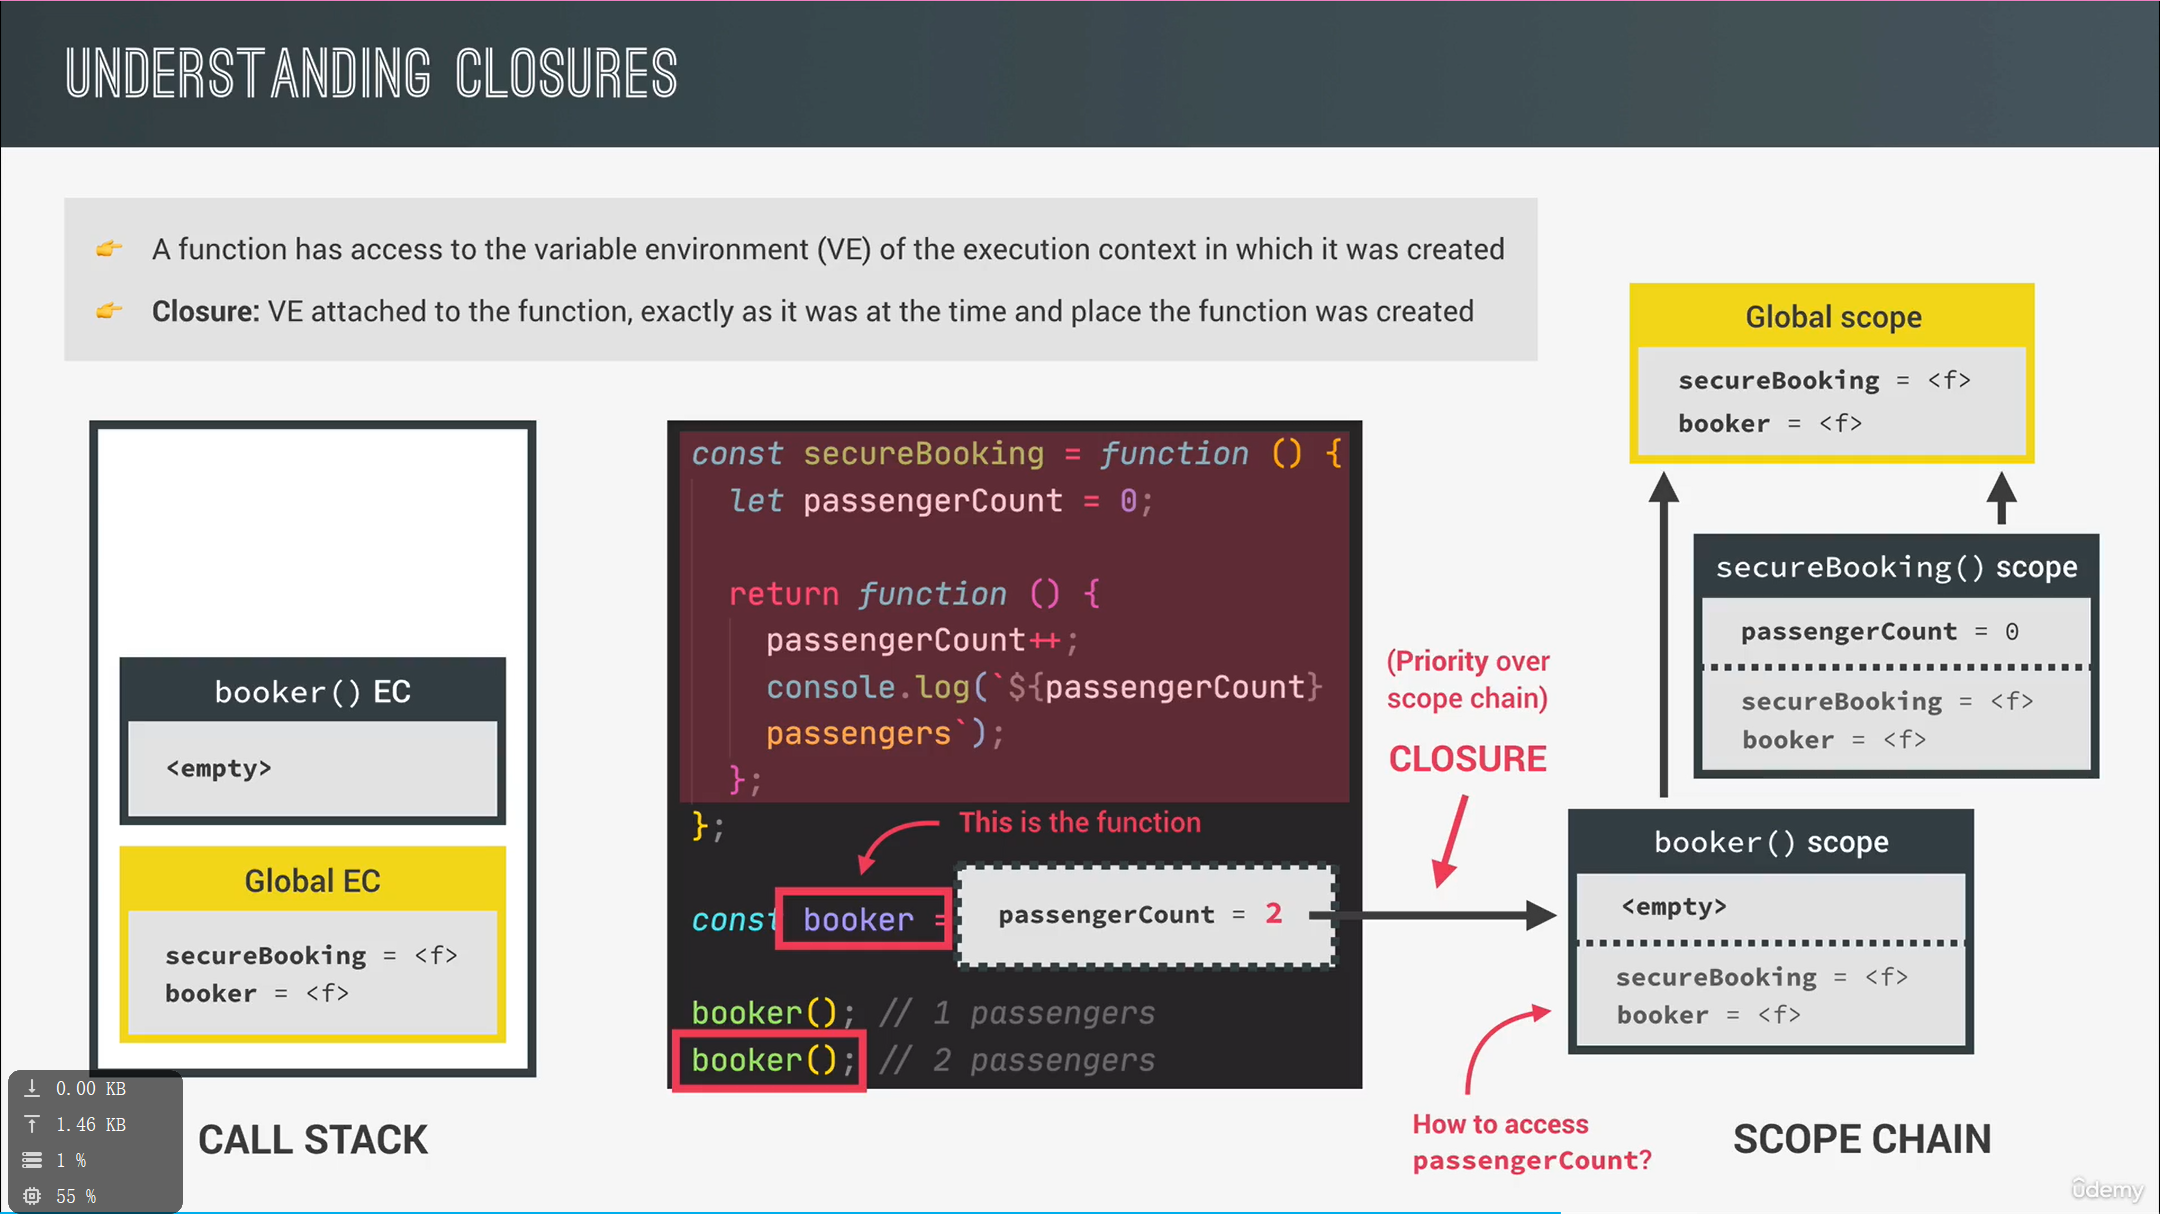 UNDERSTANDING CLOSURES
👉 A function has access to the variable environment (VE) of the execution context in which it was created
👉 Closure: VE attached to the function, exactly as it was at the time and place the function was created
booker() EC
<empty>
Global EC
secureBooking = <f>
booker = <f>
CALL STACK
const secureBooking = function () {
let passengerCount = 0;
return function () {
passengerCount++;
console.log(`${passengerCount}
passengers`);
};
};
This is the function
const booker =
passengerCount = 2
booker(); // 1 passengers
booker(); // 2 passengers
(Priority over
scope chain)
CLOSURE
Global scope
secureBooking = <f>
booker = <f>
secureBooking() scope
passengerCount = 0
secureBooking = <f>
booker = <f>
booker() scope
<empty>
secureBooking = <f>
booker = <f>
How to access
passengerCount?
SCOPE CHAIN
0.00 KB
1.46 KB
1 %
55 %
ûdemy